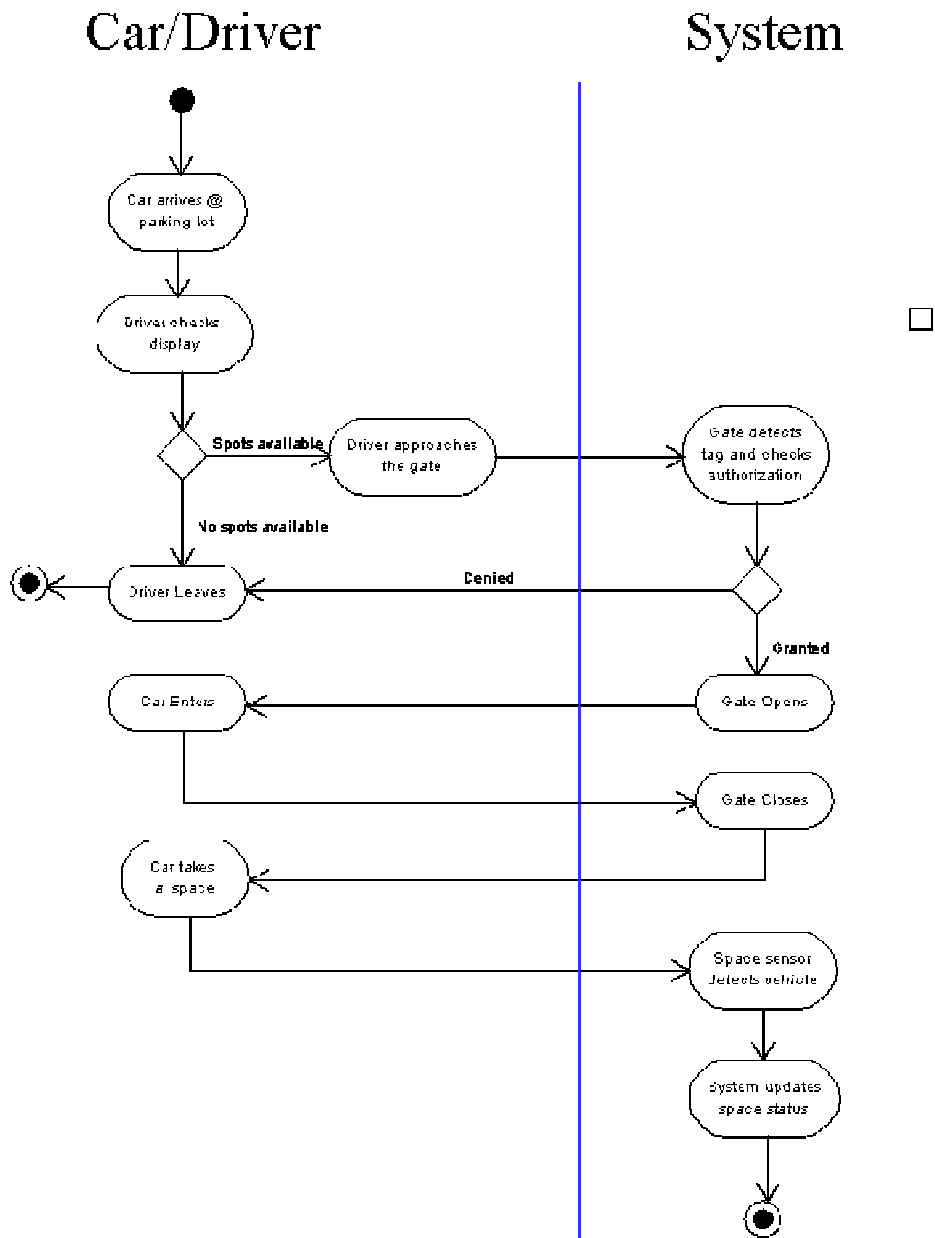 Car/Driver
System
Car arrives @
parking lot
Driver checks
display
Spots available
Driver approaches
the gate
Gate detects
tag and checks
authorization
No spots available
Denied
Driver Leaves
Granted
Car Enters
Gate Opens
Gate Closes
Car takes
a space
Space sensor
detects vehicle
System updates
space status